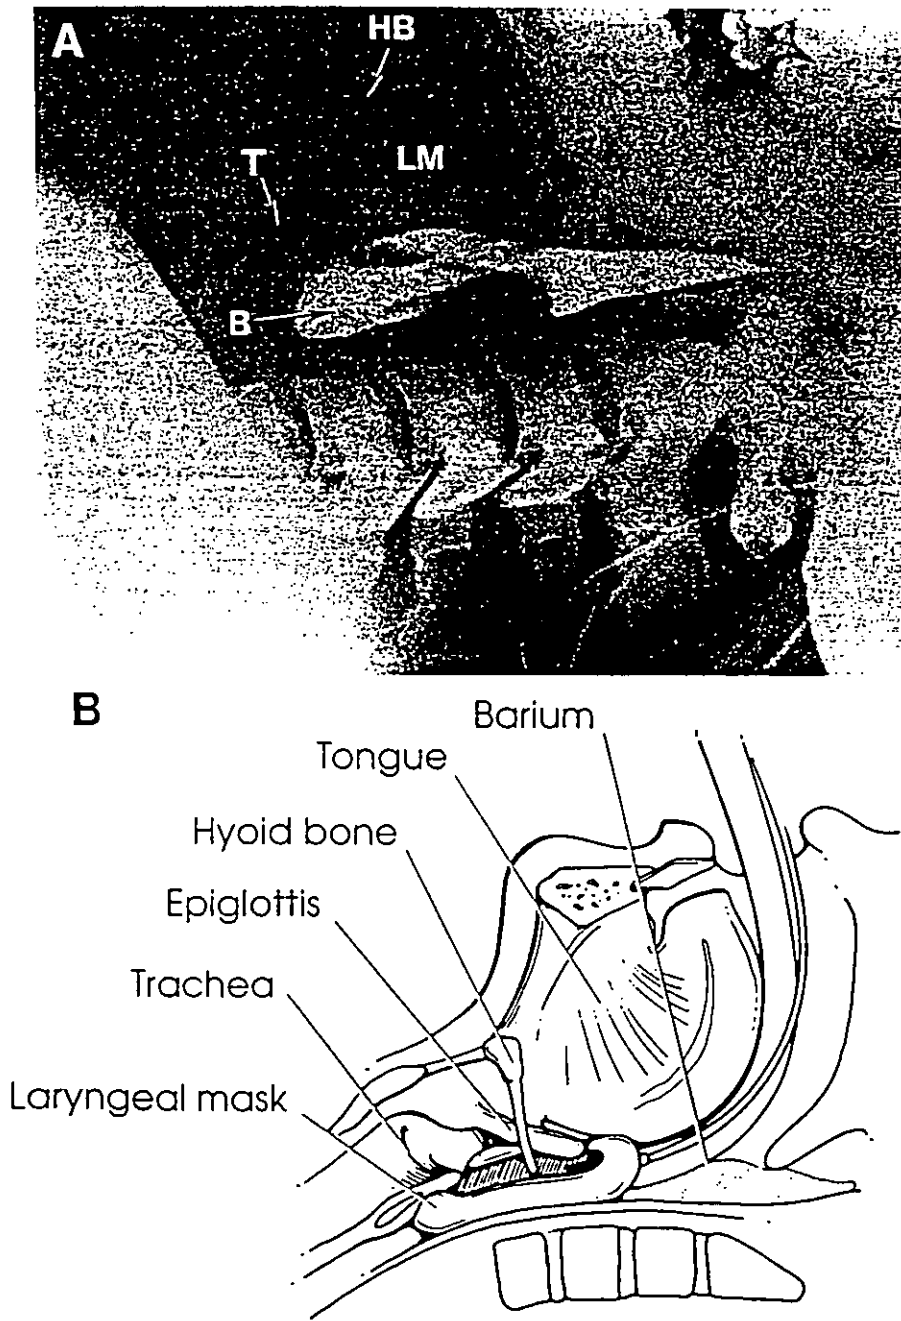 A
HB
T
LM
B
B
Barium
Tongue
Hyoid bone
Epiglottis
Trachea
Laryngeal mask